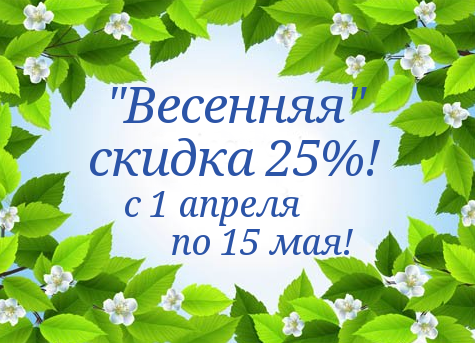 "Весенняя"
скидка 25%!
с 1 апреля
по 15 мая!